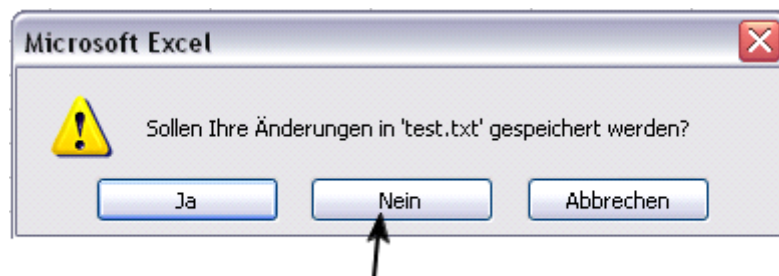 Microsoft Excel
Sollen Ihre Änderungen in 'test.txt' gespeichert werden?
Ja Nein Abbrechen